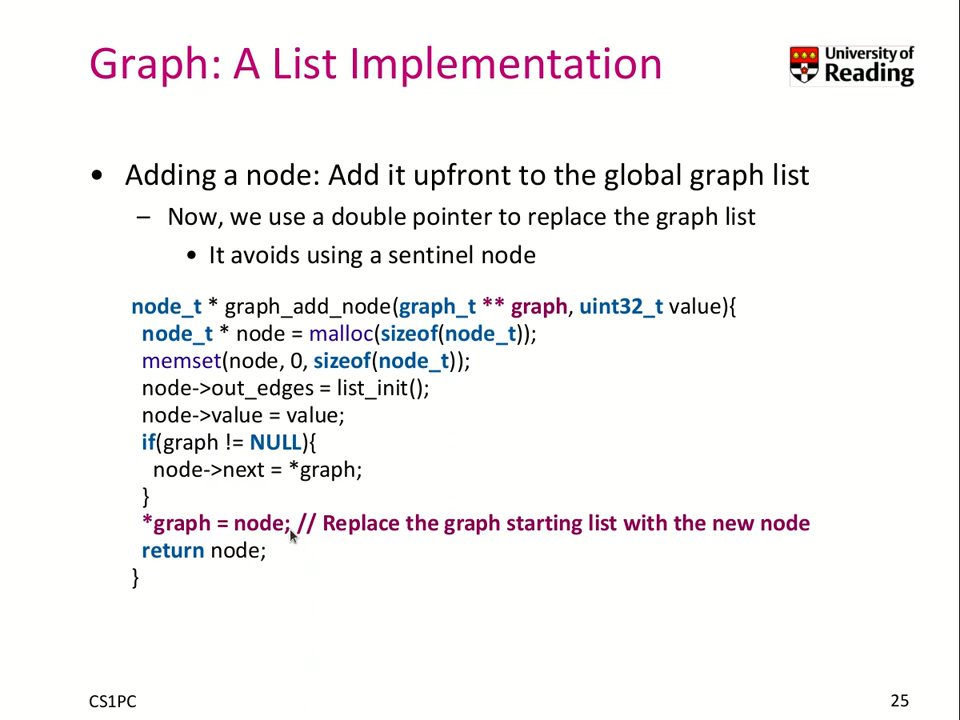 Graph: A List Implementation
University of
Reading
• Adding a node: Add it upfront to the global graph list
– Now, we use a double pointer to replace the graph list
• It avoids using a sentinel node
node_t * graph_add_node(graph_t ** graph, uint32_t value){
node_t * node = malloc(sizeof(node_t));
memset(node, 0, sizeof(node_t));
node->out_edges = list_init();
node->value = value;
if(graph != NULL){
node->next = *graph;
}
*graph = node; // Replace the graph starting list with the new node
return node;
}
CS1PC
25